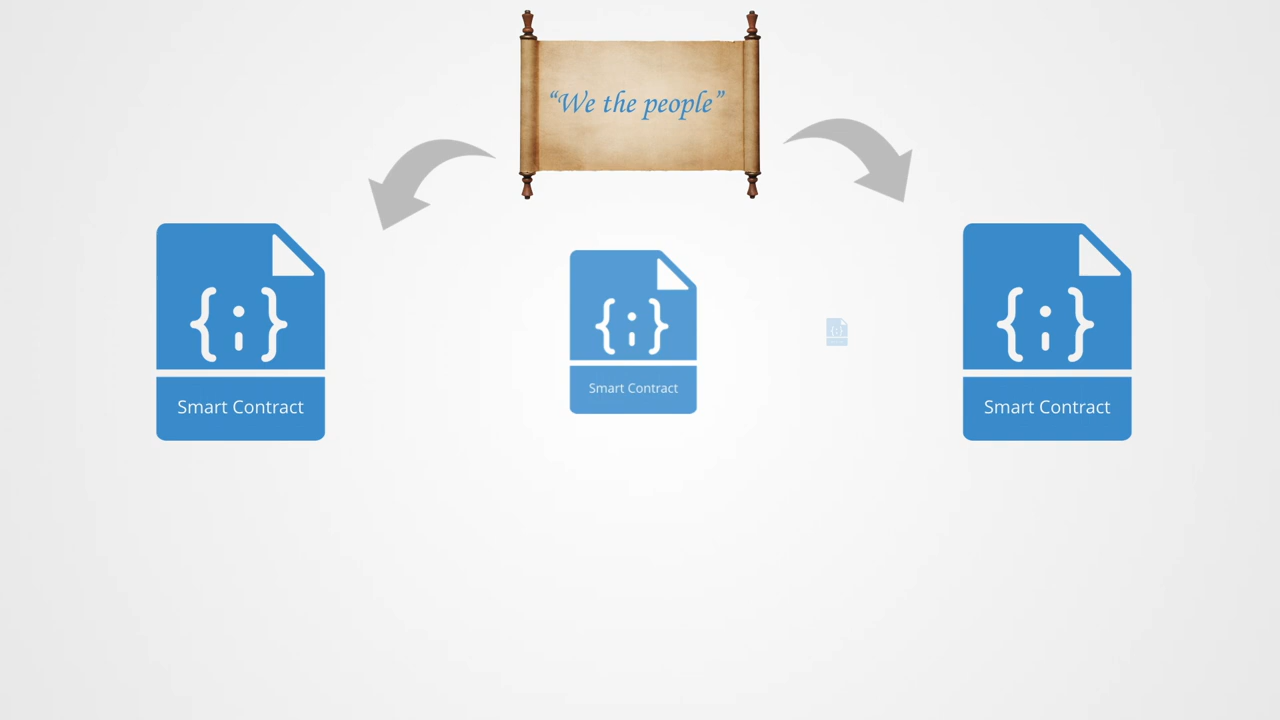 “We the people”
{;}
Smart Contract
{;}
Smart Contract
{;}
{;}
Smart Contract